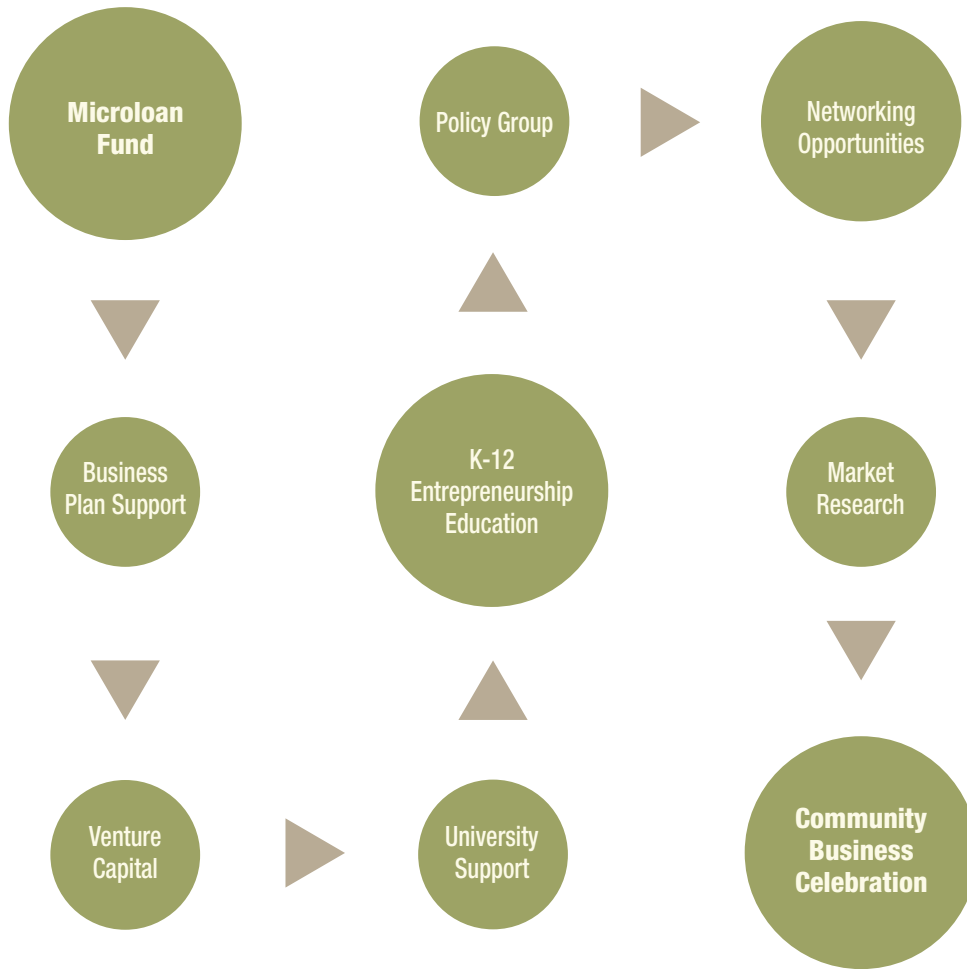 Microloan
Fund
Business
Plan Support
Venture
Capital
University
Support
K-12
Entrepreneurship
Education
Policy Group
Networking
Opportunities
Market
Research
Community
Business
Celebration